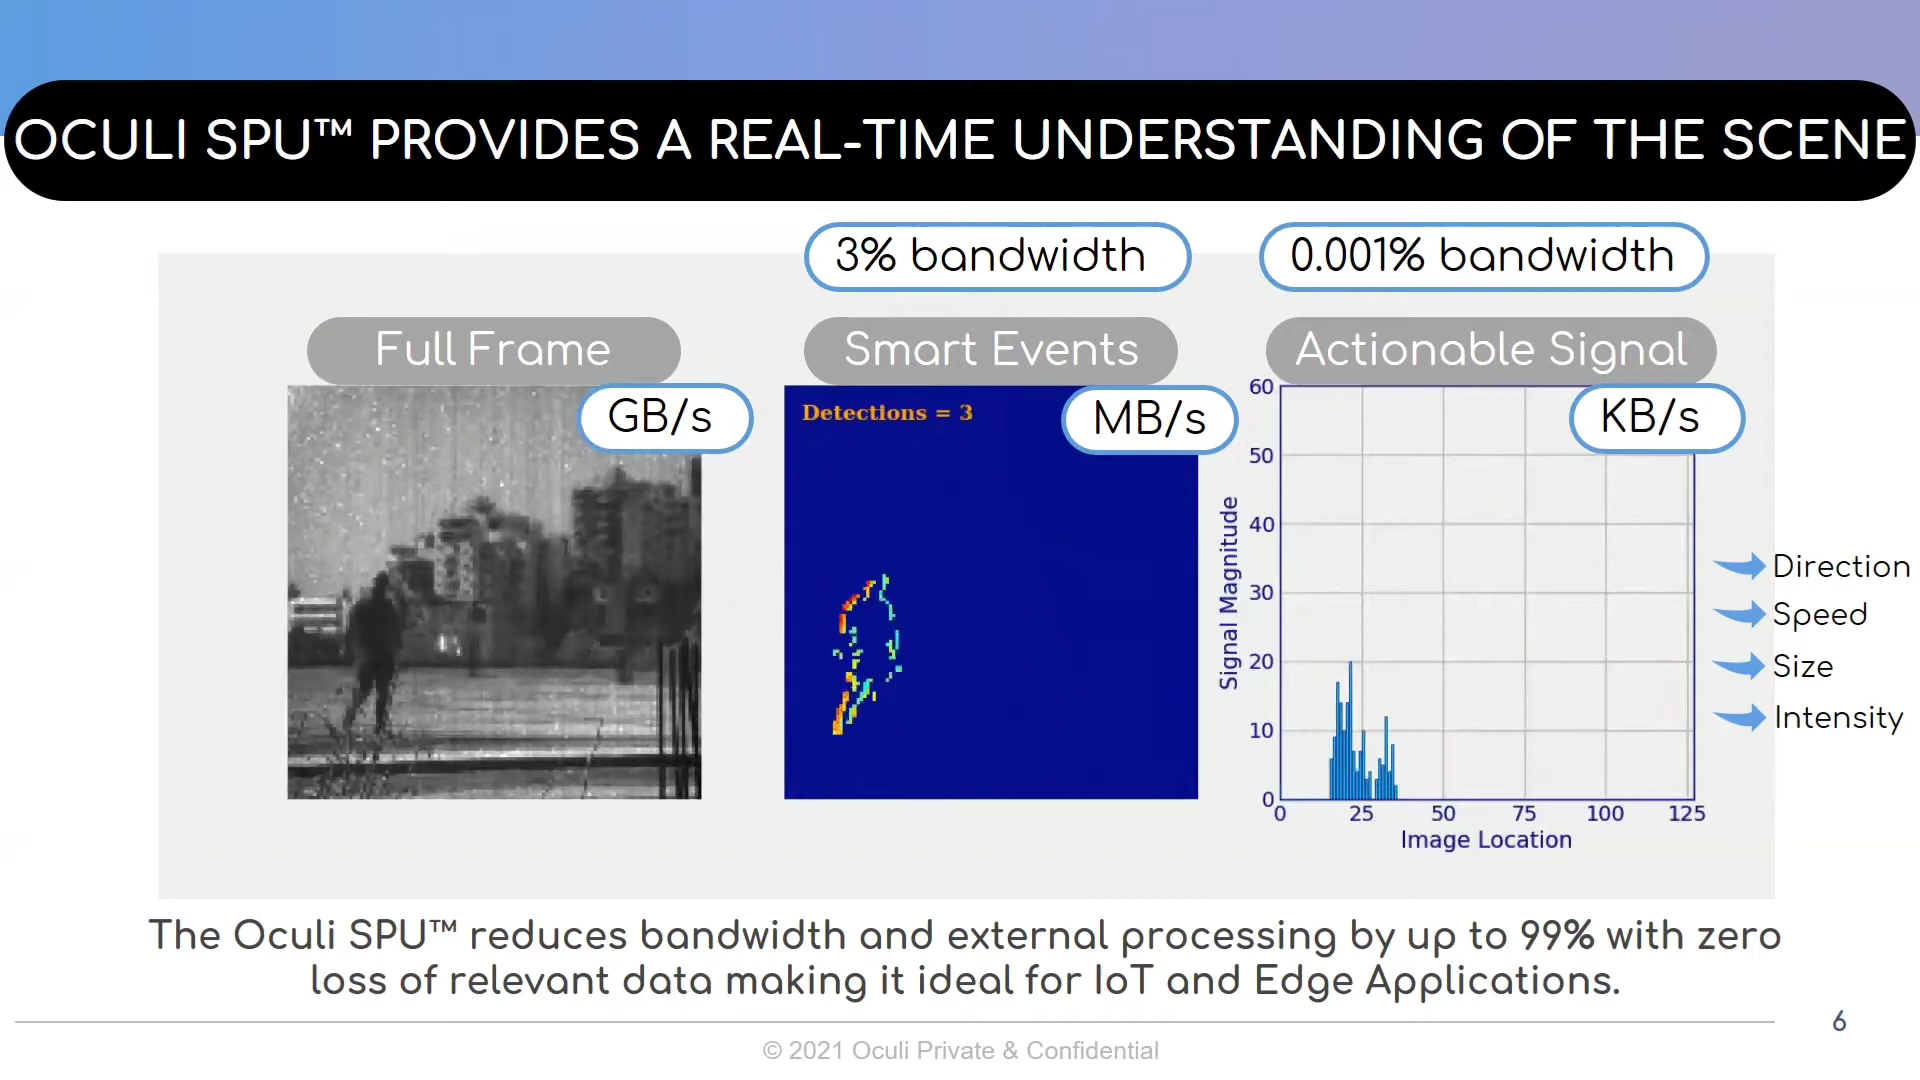 OCULI SPU™ PROVIDES A REAL-TIME UNDERSTANDING OF THE SCENE
3% bandwidth
0.001% bandwidth
Full Frame
Smart Events
Actionable Signal
GB/s
Detections = 3
MB/s
KB/s
60
50
40
30
20
10
0
Signal Magnitude
0 25 50 75 100 125
Image Location
Direction
Speed
Size
Intensity
The Oculi SPU™ reduces bandwidth and external processing by up to 99% with zero
loss of relevant data making it ideal for IoT and Edge Applications.
6
© 2021 Oculi Private & Confidential